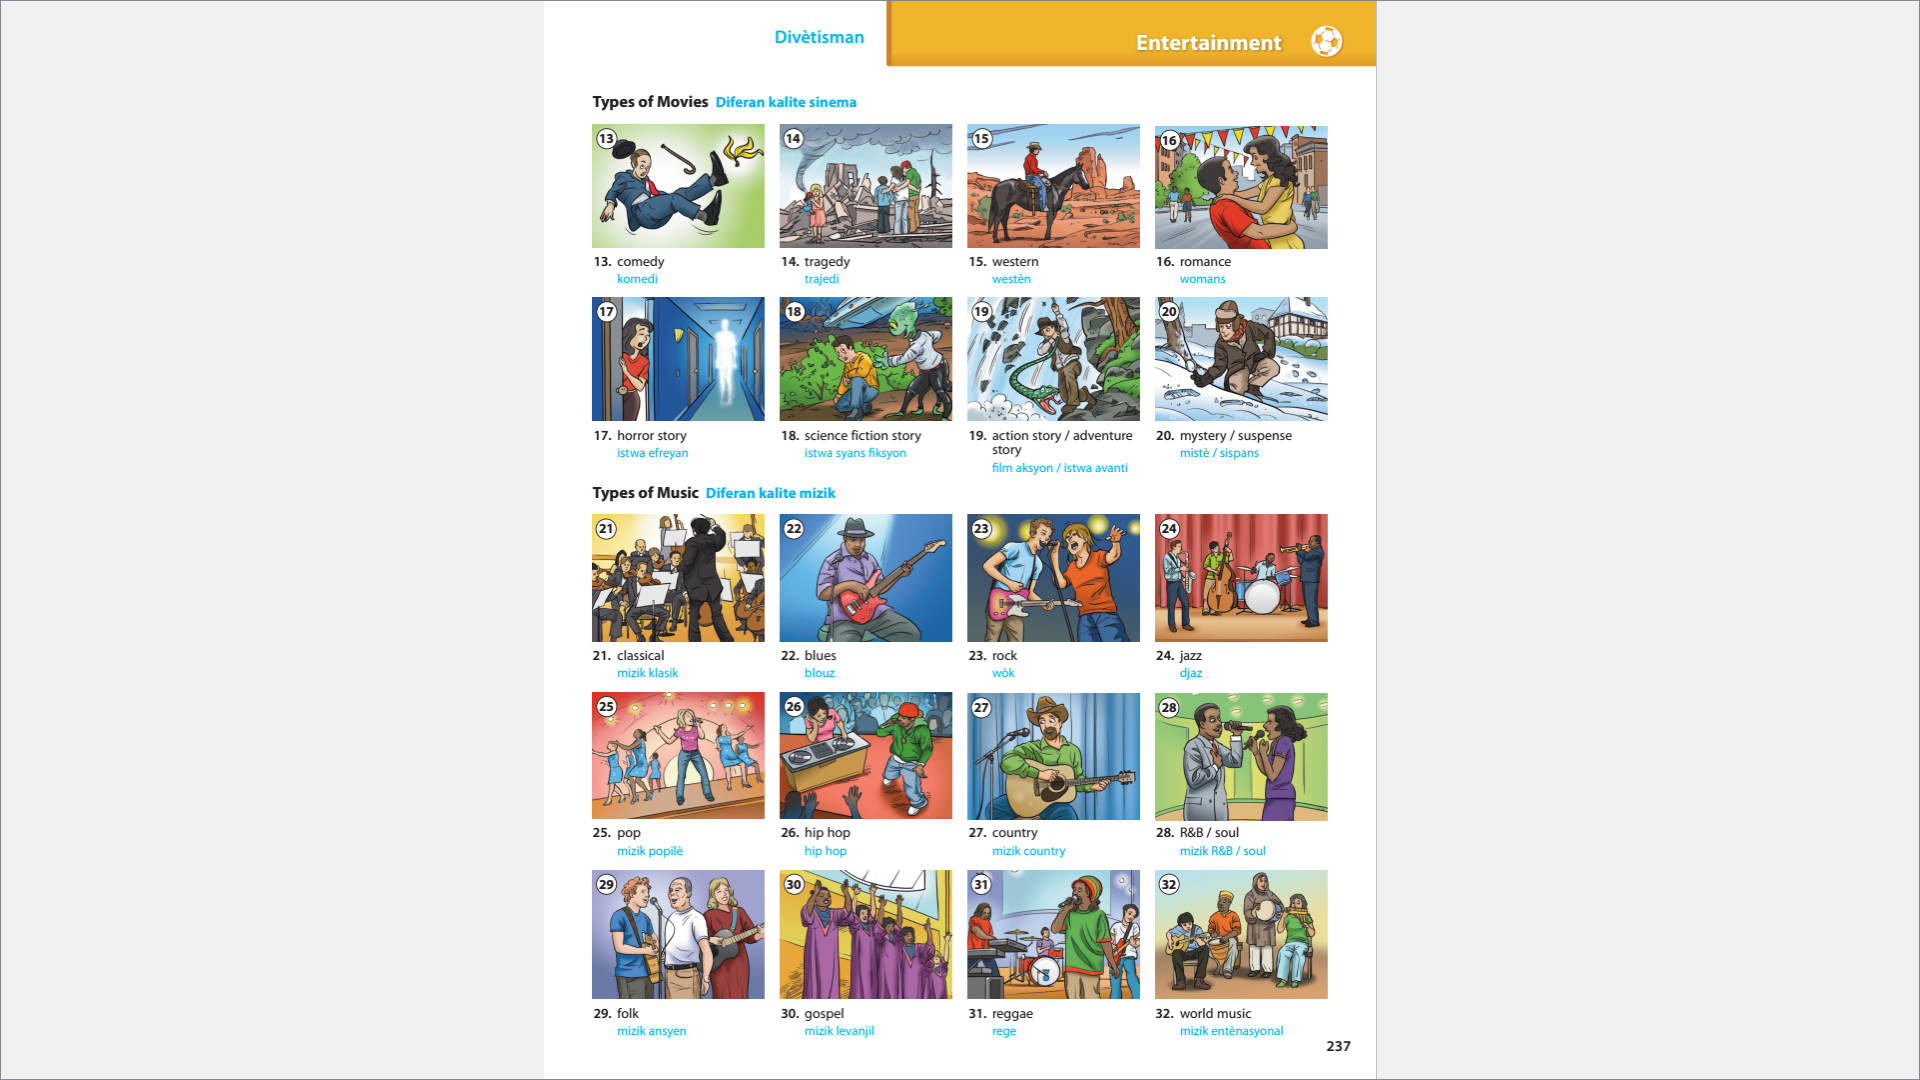 Divètisman
Entertainment
Types of Movies Diferan kalite sinema
13
14
15
16
13. comedy
komedi
14. tragedy
trajedi
15. western
westèn
16. romance
womans
17
18
19
20
17. horror story
istwa efreyan
18. science fiction story
istwa syans fiksyon
19. action story / adventure
story
film aksyon / istwa avanti
20. mystery / suspense
mistè / sispans
Types of Music Diferan kalite mizik
21
22
23
24
21. classical
mizik klasik
22. blues
blouz
23. rock
wòk
24. jazz
djaz
25
26
27
28
25. pop
mizik popilè
26. hip hop
hip hop
27. country
mizik country
28. R&B / soul
mizik R&B / soul
29
30
31
32
29. folk
mizik ansyen
30. gospel
mizik levanjil
31. reggae
rege
32. world music
mizik entènasyonal
237